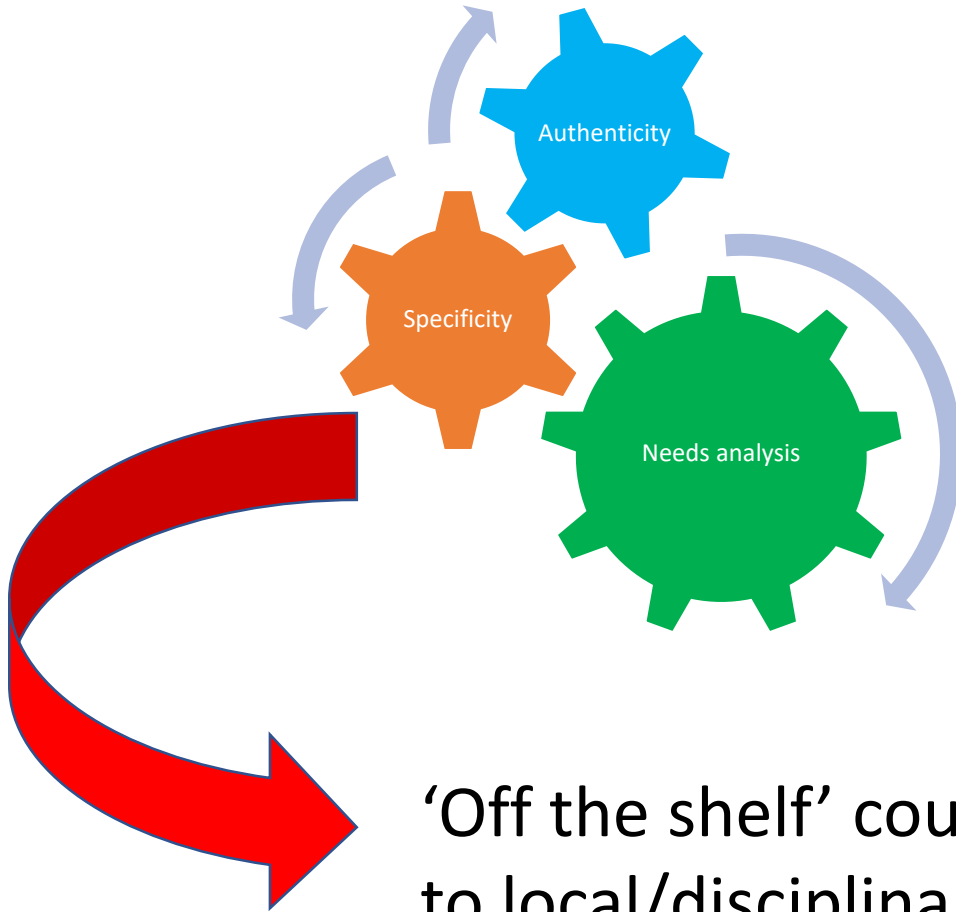 Authenticity
Specificity
Needs analysis
‘Off the shelf’ cou
to local/disciplina